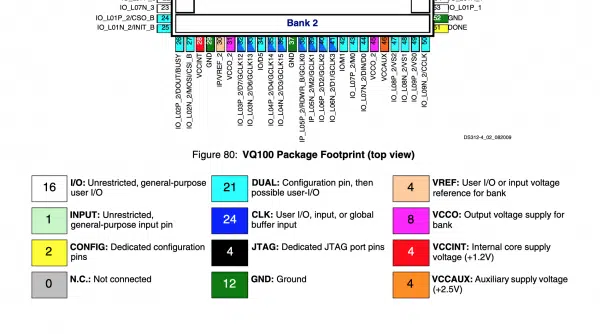 IO_L07N_3 23
IO_L01P_2/CSO_B 24
IO_L01N_2/INIT_B 25
53 IO_L01P_1
52 GND
51 DONE
Bank 2
IO_L02P_2/DOUT/BUSY
IO_L02N_2/MOSI/CSI_B
VCCINT
GND
IP/VREF_2
VCCO_2
IO_L03P_2/D7/GCLK12
IO_L03N_2/D6/GCLK13
IO/D5
IO_L04P_2/D4/GCLK14
IO_L04N_2/D3/GCLK15
GND
IP_L05P_2/RDWR_B/GCLK0
IP_L05N_2/M2/GCLK1
IO_L06P_2/D2/GCLK2
IO_L06N_2/D1/GCLK3
IO/M1
IO_L07P_2/M0
IO_L07N_2/DIN/D0
VCCO_2
VCCAUX
IO_L08P_2/VS2
IO_L08N_2/VS1
IO_L09P_2/VS0
IO_L09N_2/CCLK
DS312-4_02_082009
Figure 80: VQ100 Package Footprint (top view)
16 I/O: Unrestricted, general-purpose
user I/O
21 DUAL: Configuration pin, then
possible user-I/O
4 VREF: User I/O or input voltage
reference for bank
1 INPUT: Unrestricted,
general-purpose input pin
24 CLK: User I/O, input, or global
buffer input
8 VCCO: Output voltage supply for
bank
2 CONFIG: Dedicated configuration
pins
4 JTAG: Dedicated JTAG port pins
4 VCCINT: Internal core supply
voltage (+1.2V)
0 N.C.: Not connected
12 GND: Ground
4 VCCAUX: Auxiliary supply voltage
(+2.5V)